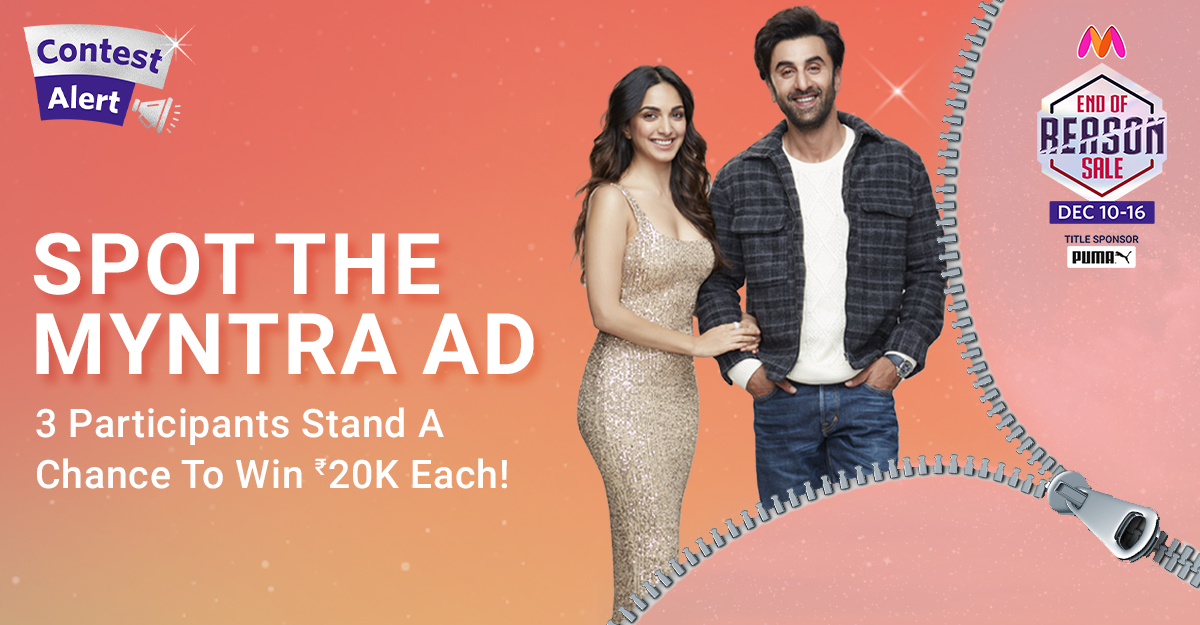 Contest
Alert
SPOT THE
MYNTRA AD
3 Participants Stand A
Chance To Win ₹20K Each!
END OF
REASON
SALE
DEC 10-16
TITLE SPONSOR
PUMA